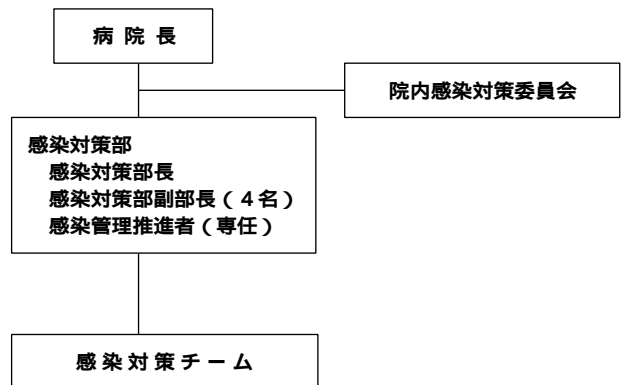 病院長
院内感染対策委員会
感染対策部
感染対策部長
感染対策部副部長(4名)
感染管理推進者(専任)
感染対策チーム